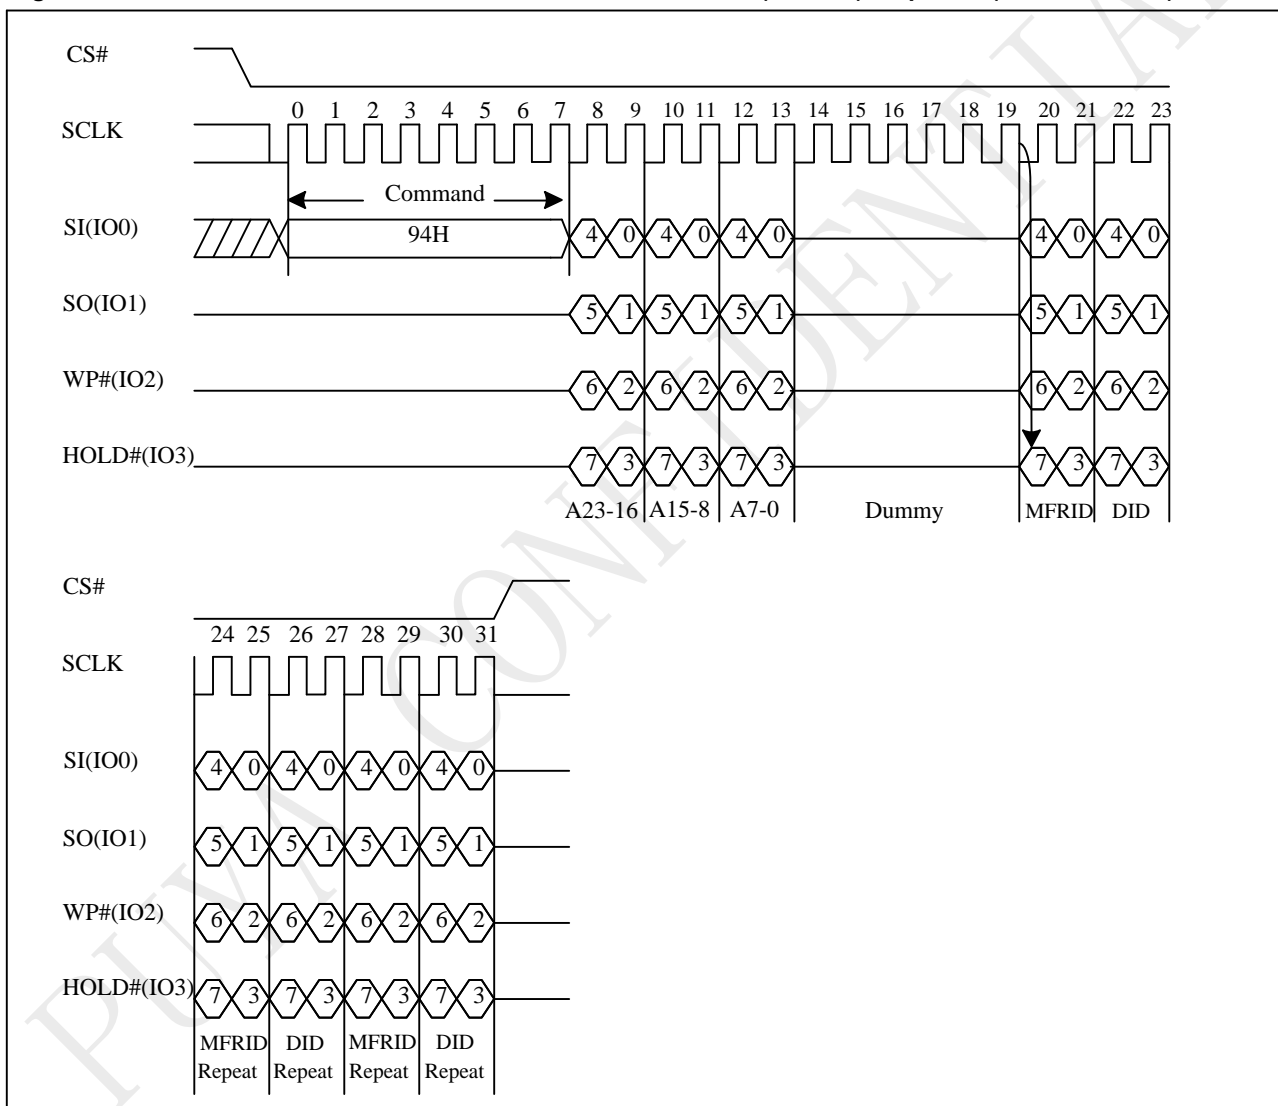 CS#
0 1 2 3 4 5 6 7 8 9 10 11 12 13 14 15 16 17 18 19 20 21 22 23
SCLK
Command
SI(IO0) 94H 4 0 4 0 4 0 4 0 4 0
SO(IO1) 5 1 5 1 5 1 5 1 5 1
WP#(IO2) 6 2 6 2 6 2 6 2 6 2
HOLD#(IO3) 7 3 7 3 7 3 7 3 7 3
A23-16 A15-8 A7-0 Dummy MFRID DID
CS#
24 25 26 27 28 29 30 31
SCLK
SI(IO0) 4 0 4 0 4 0 4 0
SO(IO1) 5 1 5 1 5 1 5 1
WP#(IO2) 6 2 6 2 6 2 6 2
HOLD#(IO3) 7 3 7 3 7 3 7 3
MFRID DID MFRID DID
Repeat Repeat Repeat Repeat
PUYA CONFIDENTIAL